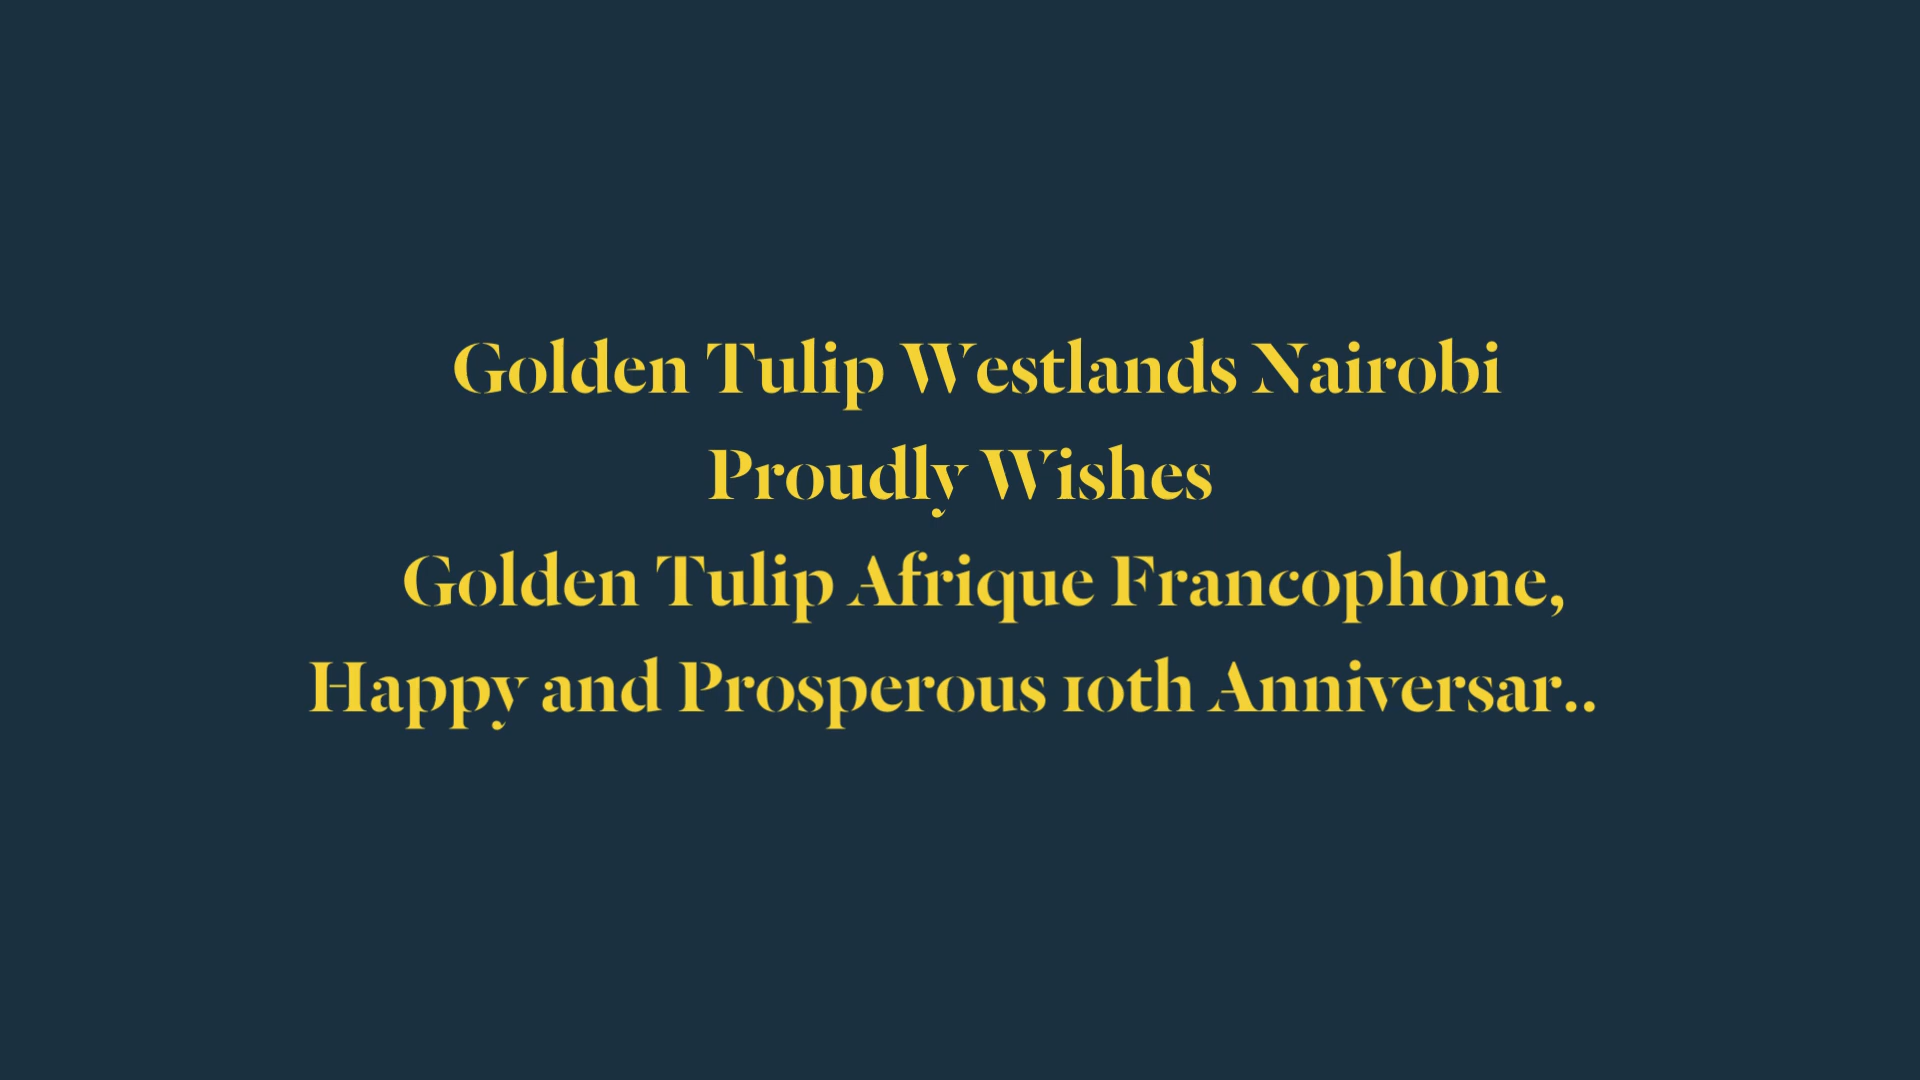 Golden Tulip Westlands Nairobi
Proudly Wishes
Golden Tulip Afrique Francophone,
Happy and Prosperous 10th Anniversar..